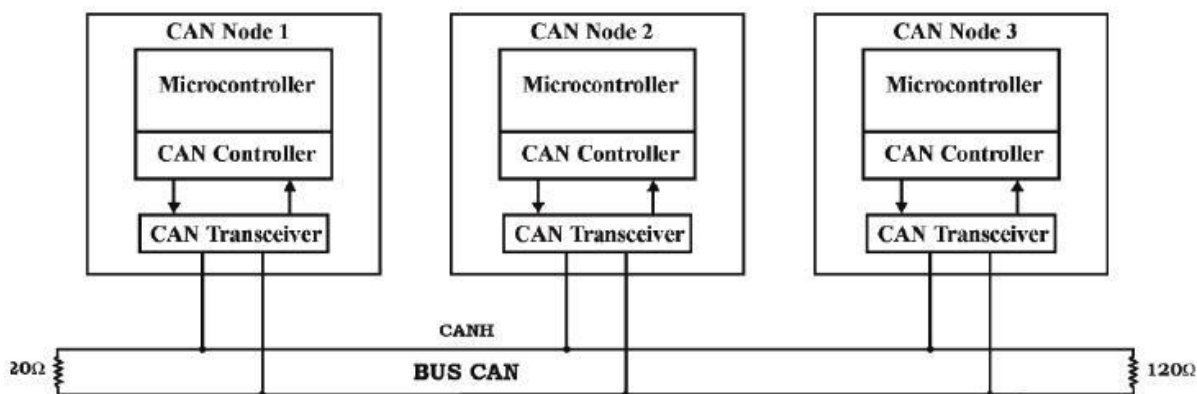 CAN Node 1
Microcontroller
CAN Controller
CAN Transceiver
CAN Node 2
Microcontroller
CAN Controller
CAN Transceiver
CAN Node 3
Microcontroller
CAN Controller
CAN Transceiver
CANH
20Ω
BUS CAN
120Ω